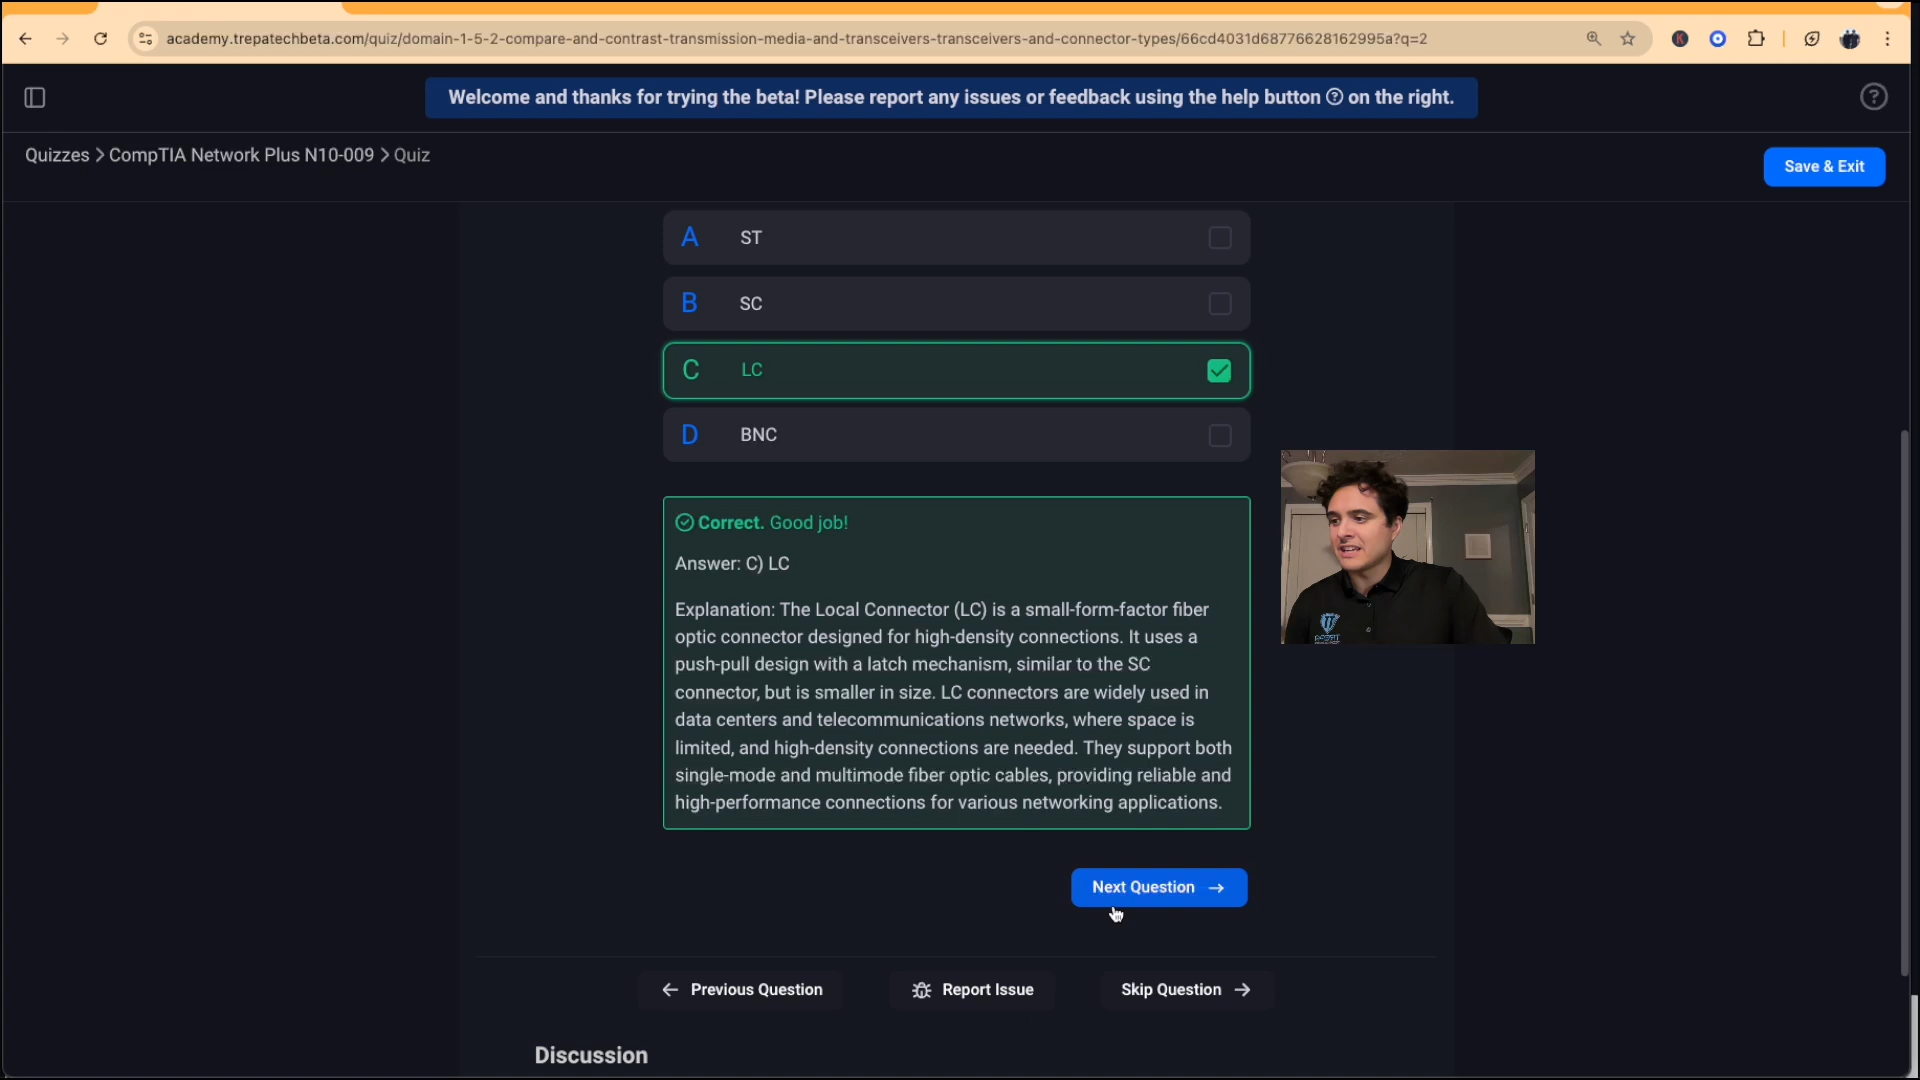 academy.trepatechbeta.com/quiz/domain-1-5-2-compare-and-contrast-transmission-media-and-transceivers-transceivers-and-connector-types/66cd4031d68776628162995a?q=2
Welcome and thanks for trying the beta! Please report any issues or feedback using the help button ? on the right.
?
Quizzes > CompTIA Network Plus N10-009 > Quiz
Save & Exit
A ST
B SC
C LC
D BNC
Correct. Good job!
Answer: C) LC
Explanation: The Local Connector (LC) is a small-form-factor fiber
optic connector designed for high-density connections. It uses a
push-pull design with a latch mechanism, similar to the SC
connector, but is smaller in size. LC connectors are widely used in
data centers and telecommunications networks, where space is
limited, and high-density connections are needed. They support both
single-mode and multimode fiber optic cables, providing reliable and
high-performance connections for various networking applications.
Next Question →
← Previous Question
Report Issue
Skip Question →
Discussion